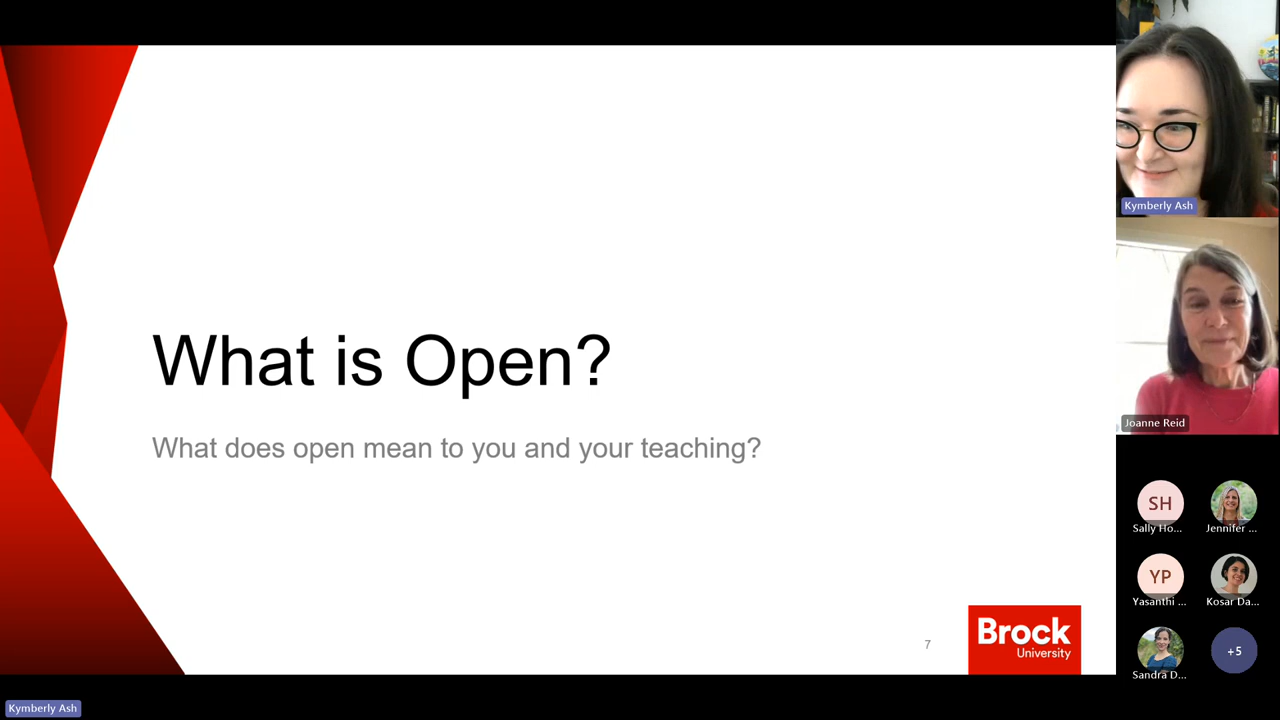 What is Open?
What does open mean to you and your teaching?
7
Brock
University
Kymberly Ash
Joanne Reid
SH
Sally Ho...
Jennifer ...
YP
Yasanthi ...
Kosar Da...
Sandra D...
+5
Kymberly Ash